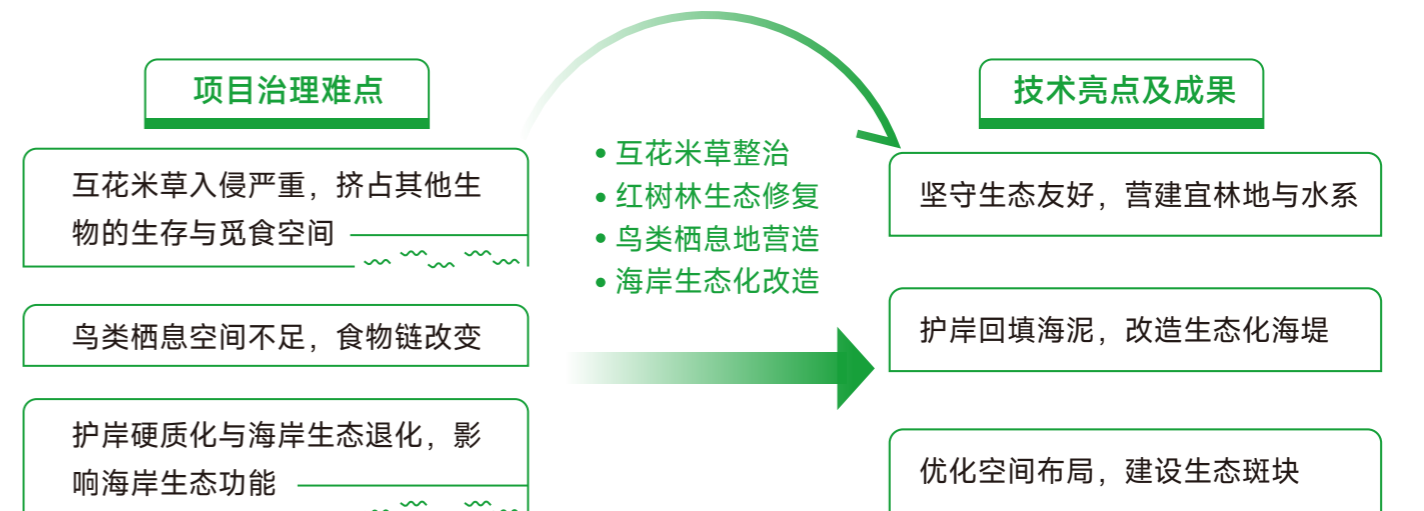 项目治理难点
互花米草入侵严重，挤占其他生
物的生存与觅食空间
鸟类栖息空间不足，食物链改变
护岸硬质化与海岸生态退化，影
响海岸生态功能
• 互花米草整治
• 红树林生态修复
• 鸟类栖息地营造
• 海岸生态化改造
技术亮点及成果
坚守生态友好，营建宜林地与水系
护岸回填海泥，改造生态化海堤
优化空间布局，建设生态斑块